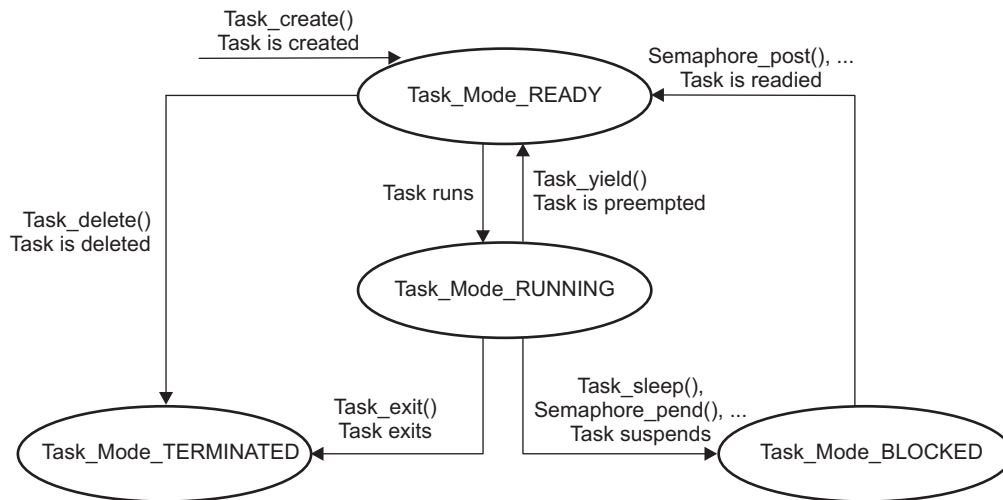 Task_create()
Task is created
Task_Mode_READY
Semaphore_post(), ...
Task is readied
Task runs
Task_yield()
Task is preempted
Task_delete()
Task is deleted
Task_Mode_RUNNING
Task_exit()
Task exits
Task_sleep(),
Semaphore_pend(), ...
Task suspends
Task_Mode_TERMINATED
Task_Mode_BLOCKED